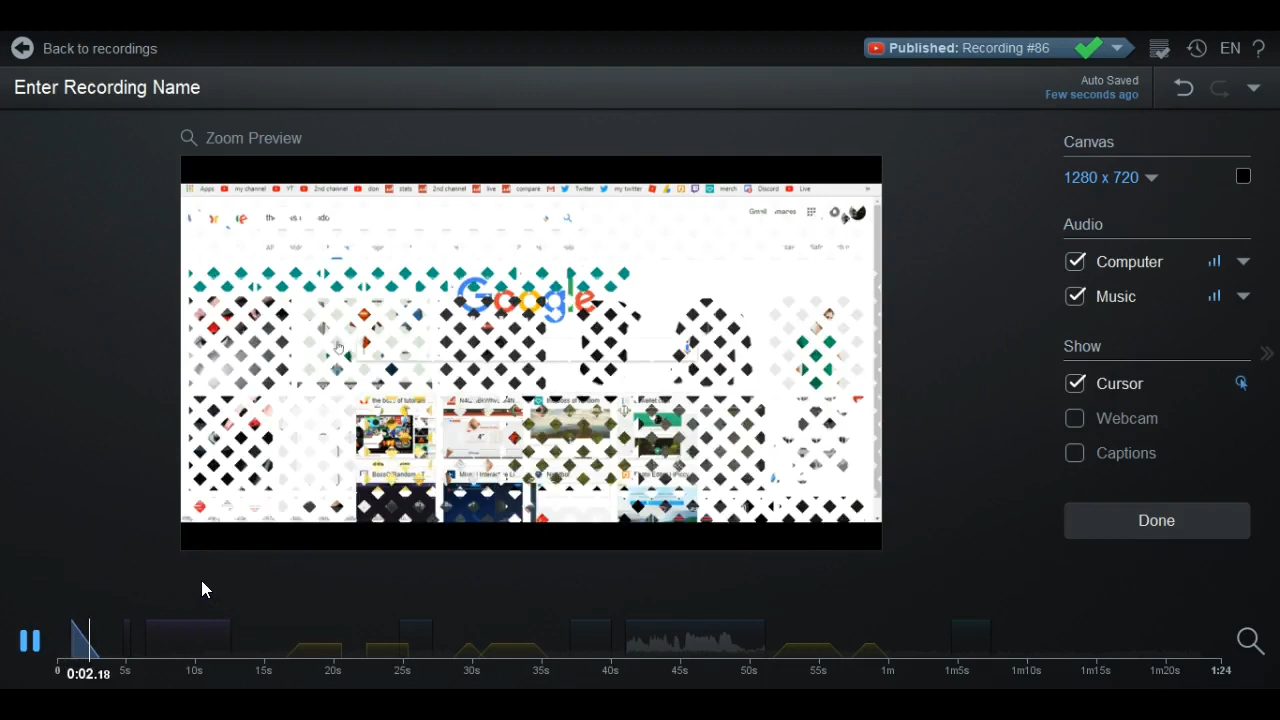 Back to recordings
Published: Recording #86
EN ?
Enter Recording Name
Auto Saved
Few seconds ago
Zoom Preview
Apps my channel YT 2nd channel don stats 2nd channel live compare Twitter my twitter merch Discord Live
Gmail
Google
Canvas
1280 x 720
Audio
Computer
Music
Show
Cursor
Webcam
Captions
Done
0 0:02.18 5s 10s 15s 20s 25s 30s 35s 40s 45s 50s 55s 1m 1m5s 1m10s 1m15s 1m20s 1:24